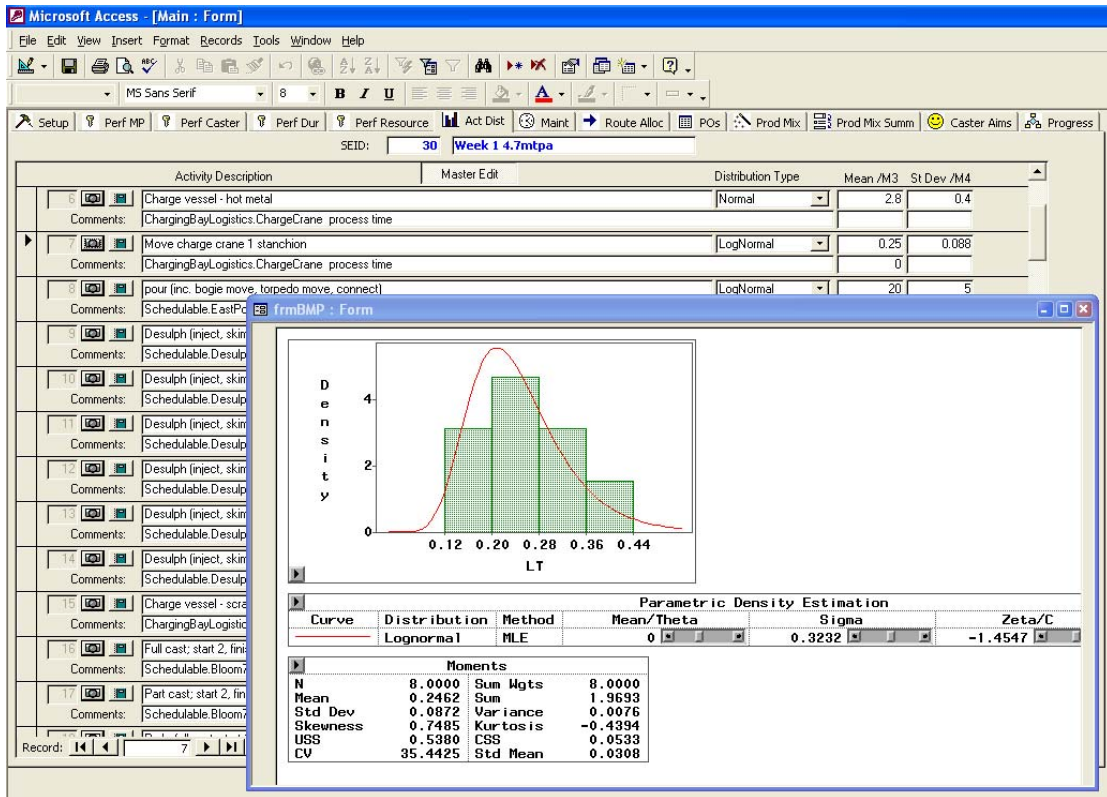 Microsoft Access - [Main : Form]
File Edit View Insert Format Records Tools Window Help
MS Sans Serif 8 B I U A
Setup Perf MP Perf Caster Perf Dur Perf Resource Act Dist Maint Route Alloc POs Prod Mix Prod Mix Summ Caster Aims Progress
SEID: 30 Week 1 4.7mtpa
Activity Description Master Edit Distribution Type Mean /M3 St Dev /M4
6 Charge vessel - hot metal Normal 2.8 0.4
Comments: ChargingBayLogistics.ChargeCrane process time
7 Move charge crane 1 stanchion LogNormal 0.25 0.088
Comments: ChargingBayLogistics.ChargeCrane process time 0
8 pour (inc. bogie move, torpedo move, connect) LogNormal 20 5
Comments: Schedulable.EastPo
frmBMP : Form
9 Desulph (inject, skim
Comments: Schedulable.Desulp
10 Desulph (inject, skim
Comments: Schedulable.Desulp
11 Desulph (inject, skim
Comments: Schedulable.Desulp
12 Desulph (inject, skim
Comments: Schedulable.Desulp
13 Desulph (inject, skim
Comments: Schedulable.Desulp
14 Desulph (inject, skim
Comments: Schedulable.Desulp
15 Charge vessel - scra
Comments: ChargingBayLogistic
16 Full cast; start 2, fini
Comments: Schedulable.Bloom7
17 Part cast; start 2, fin
Comments: Schedulable.Bloom7
Record: 7
Density
4
2
0
0.12 0.20 0.28 0.36 0.44
LT
Parametric Density Estimation
Curve Distribution Method Mean/Theta Sigma Zeta/C
Lognormal MLE 0 0.3232 -1.4547
Moments
N 8.0000 Sum Wgts 8.0000
Mean 0.2462 Sum 1.9693
Std Dev 0.0872 Variance 0.0076
Skewness 0.7485 Kurtosis -0.4394
USS 0.5380 CSS 0.0533
CV 35.4425 Std Mean 0.0308